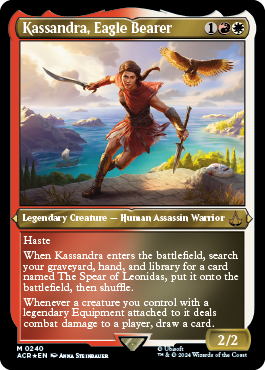 Kassandra, Eagle Bearer 1
Legendary Creature — Human Assassin Warrior
Haste
When Kassandra enters the battlefield, search
your graveyard, hand, and library for a card
named The Spear of Leonidas, put it onto the
battlefield, then shuffle.
Whenever a creature you control with a
legendary Equipment attached to it deals
combat damage to a player, draw a card.
2/2
M 0240
ACR★EN Anna Steinbauer
© Ubisoft
™ & © 2024 Wizards of the Coast